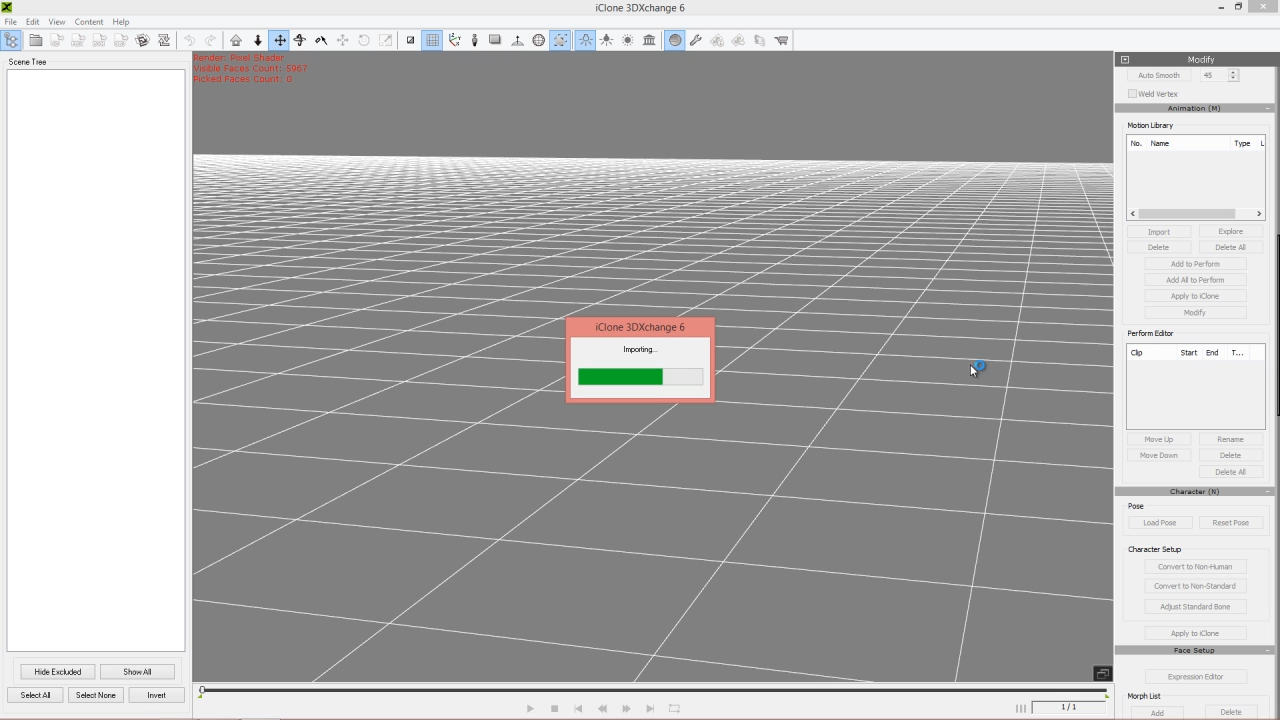 iClone 3DXchange 6
File Edit View Content Help
Scene Tree
Render: Pixel Shader
Visible Faces Count: 5967
Picked Faces Count: 0
iClone 3DXchange 6
Importing...
Hide Excluded Show All
Select All Select None Invert
1 / 1
Modify
Auto Smooth 45
Weld Vertex
Animation (M)
Motion Library
No. Name Type L
Import Explore
Delete Delete All
Add to Perform
Add All to Perform
Apply to iClone
Modify
Perform Editor
Clip Start End T...
Move Up Rename
Move Down Delete
Delete All
Character (N)
Pose
Load Pose Reset Pose
Character Setup
Convert to Non-Human
Convert to Non-Standard
Adjust Standard Bone
Apply to iClone
Face Setup
Expression Editor
Morph List
Add Delete